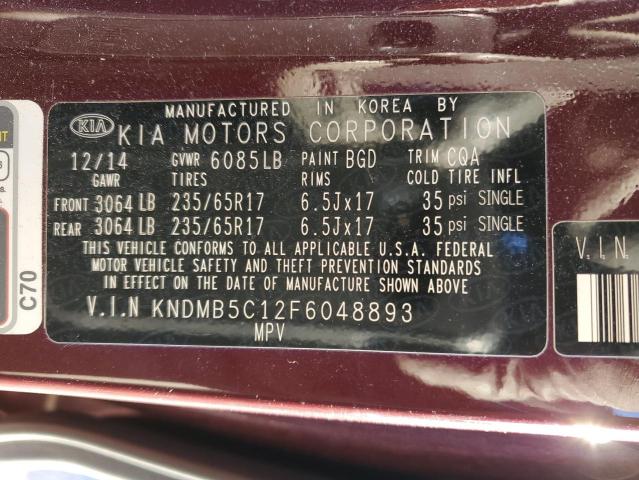 MANUFACTURED IN KOREA BY
KIA KIA MOTORS CORPORATION
12/14 GVWR 6085LB PAINT BGD TRIM CQA
GAWR TIRES RIMS COLD TIRE INFL
FRONT 3064 LB 235/65R17 6.5Jx17 35 psi SINGLE
REAR 3064 LB 235/65R17 6.5Jx17 35 psi SINGLE
THIS VEHICLE CONFORMS TO ALL APPLICABLE U.S.A. FEDERAL
MOTOR VEHICLE SAFETY AND THEFT PREVENTION STANDARDS
IN EFFECT ON THE DATE OF MANUFACTURE SHOWN ABOVE
V.I.N KNDMB5C12F6048893
MPV
C70
V.I.N